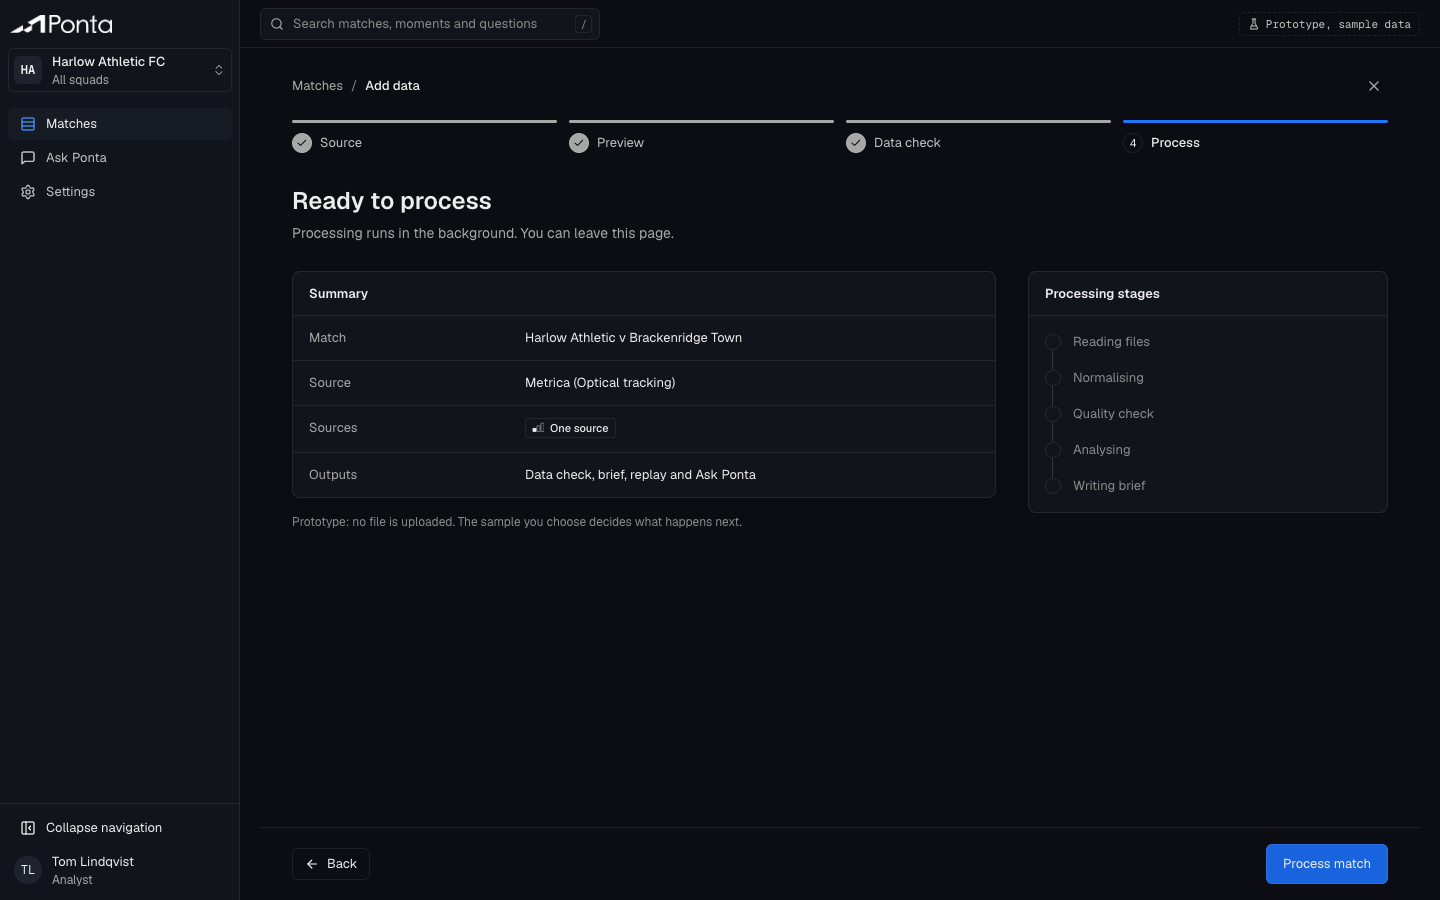 Ponta
Search matches, moments and questions /
Prototype, sample data
HA
Harlow Athletic FC
All squads
Matches
Ask Ponta
Settings
Matches / Add data
Source
Preview
Data check
4 Process
Ready to process
Processing runs in the background. You can leave this page.
Summary
Match Harlow Athletic v Brackenridge Town
Source Metrica (Optical tracking)
Sources One source
Outputs Data check, brief, replay and Ask Ponta
Prototype: no file is uploaded. The sample you choose decides what happens next.
Processing stages
Reading files
Normalising
Quality check
Analysing
Writing brief
Collapse navigation
TL
Tom Lindqvist
Analyst
Back
Process match